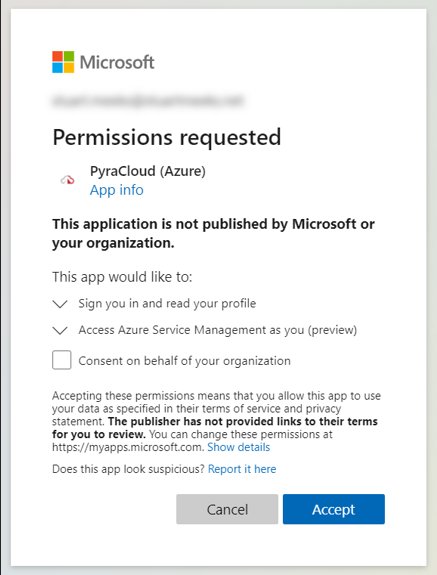 Microsoft
Permissions requested
PyraCloud (Azure)
App info
This application is not published by Microsoft or
your organization.
This app would like to:
Sign you in and read your profile
Access Azure Service Management as you (preview)
Consent on behalf of your organization
Accepting these permissions means that you allow this app to use
your data as specified in their terms of service and privacy
statement. The publisher has not provided links to their terms
for you to review. You can change these permissions at
https://myapps.microsoft.com. Show details
Does this app look suspicious? Report it here
Cancel
Accept